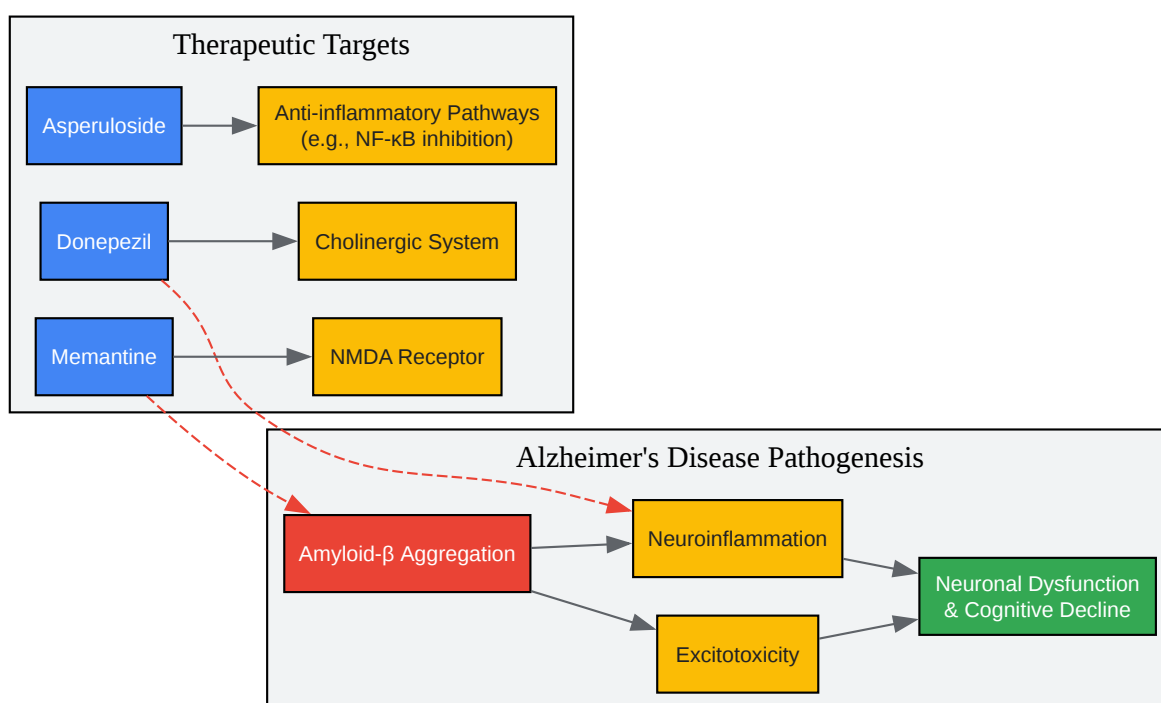 Therapeutic Targets
Asperuloside
Anti-inflammatory Pathways
(e.g., NF-κB inhibition)
Donepezil
Cholinergic System
Memantine
NMDA Receptor
Alzheimer's Disease Pathogenesis
Amyloid-β Aggregation
Neuroinflammation
Excitotoxicity
Neuronal Dysfunction
& Cognitive Decline